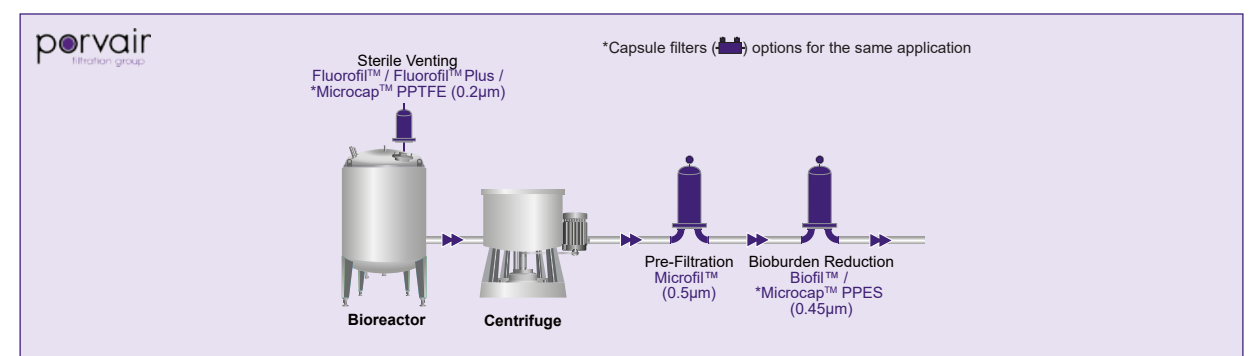 porvair
filtration group
*Capsule filters () options for the same application
Sterile Venting
Fluorofil™ / Fluorofil™ Plus /
*Microcap™ PPTFE (0.2µm)
Pre-Filtration
Microfil™
(0.5µm)
Bioburden Reduction
Biofil™ /
*Microcap™ PPES
(0.45µm)
Bioreactor
Centrifuge